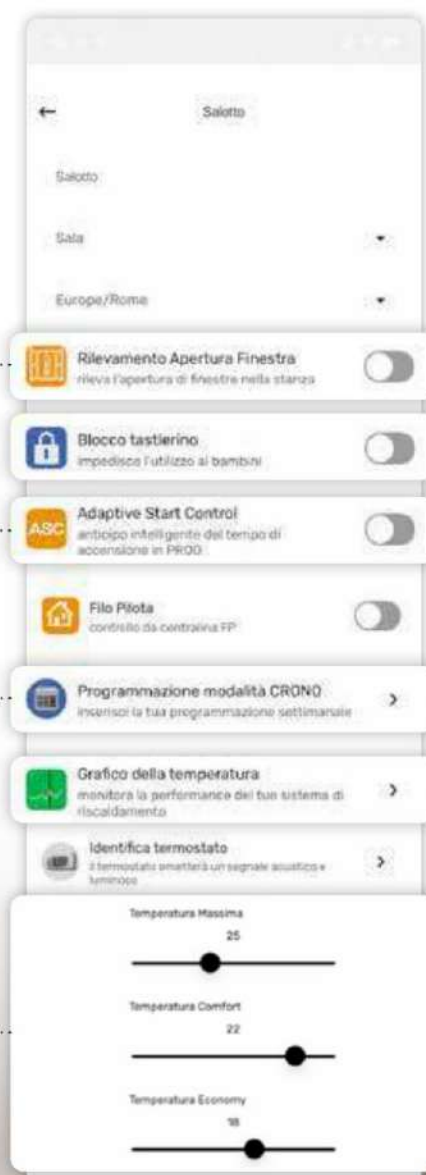 Salotto
Salotto
Sala
Europe/Rome
Rilevamento Apertura Finestra
rileva l'apertura di finestre nella stanza
Blocco tastierino
impedisce l'utilizzo ai bambini
ASC
Adaptive Start Control
anticipo intelligente del tempo di
accensione in PROG
Filo Pilota
controllo da centralina FP
Programmazione modalità CRONO
inserisci la tua programmazione settimanale
Grafico della temperatura
monitora la performance del tuo sistema di
riscaldamento
Identifica termostato
il termostato emetterà un segnale acustico e
luminoso
Temperatura Massima
25
Temperatura Comfort
22
Temperatura Economy
18